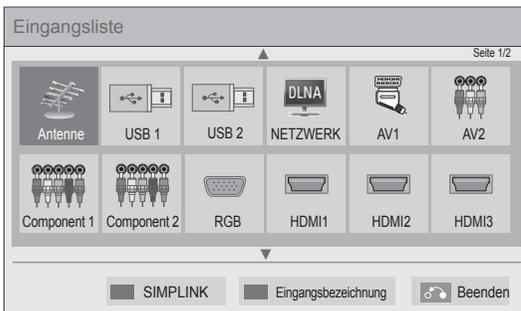 Eingangsliste
Seite 1/2
DLNA
Antenne USB 1 USB 2 NETZWERK AV1 AV2
Component 1 Component 2 RGB HDMI1 HDMI2 HDMI3
SIMPLINK Eingangsbezeichnung Beenden